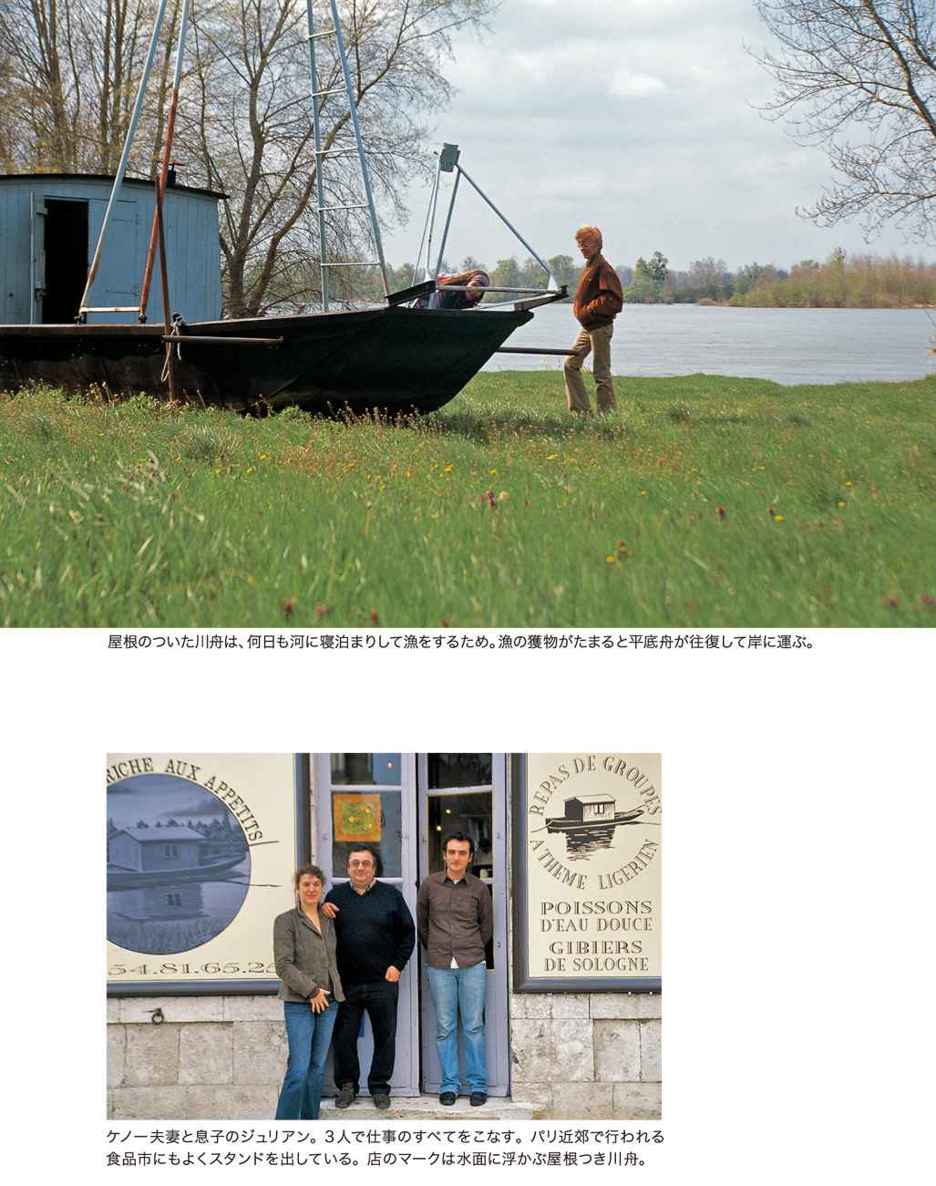 屋根のついた川舟は、何日も河に寝泊まりして漁をするため。漁の獲物がたまると平底舟が往復して岸に運ぶ。
RICHE AUX APPETITS
54.81.65.25
REPAS DE GROUPES
A THEME LIGERIEN
POISSONS
D'EAU DOUCE
GIBIERS
DE SOLOGNE
ケノー夫妻と息子のジュリアン。3人で仕事のすべてをこなす。パリ近郊で行われる
食品市にもよくスタンドを出している。店のマークは水面に浮かぶ屋根つき川舟。